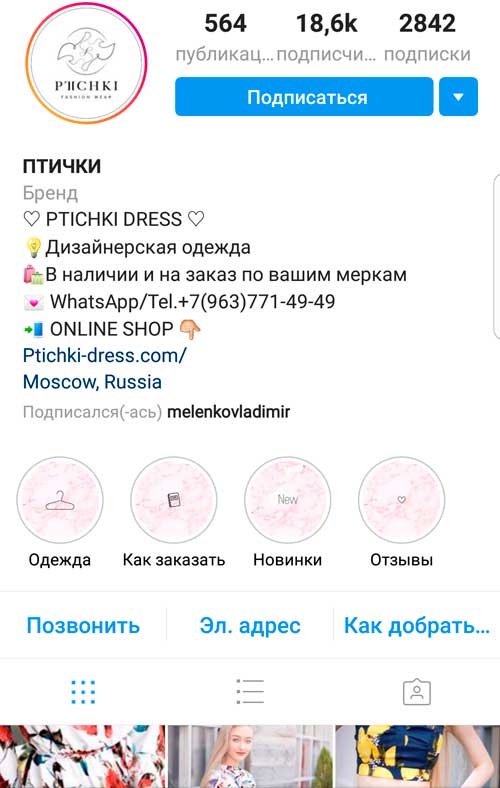 564 18,6k 2842
публикац... подписчи... подписки
PTICHKI
FASHION WEAR
Подписаться
ПТИЧКИ
Бренд
♡ PTICHKI DRESS ♡
💡Дизайнерская одежда
🛍️В наличии и на заказ по вашим меркам
💌 WhatsApp/Tel.+7(963)771-49-49
📲 ONLINE SHOP 👇
Ptichki-dress.com/
Moscow, Russia
Подписался(-ась) melenkovladimir
New
Одежда Как заказать Новинки Отзывы
Позвонить Эл. адрес Как добрать...